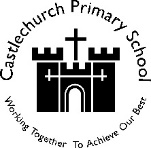 Castlechurch Primary School
Working Together To Achieve Our Best